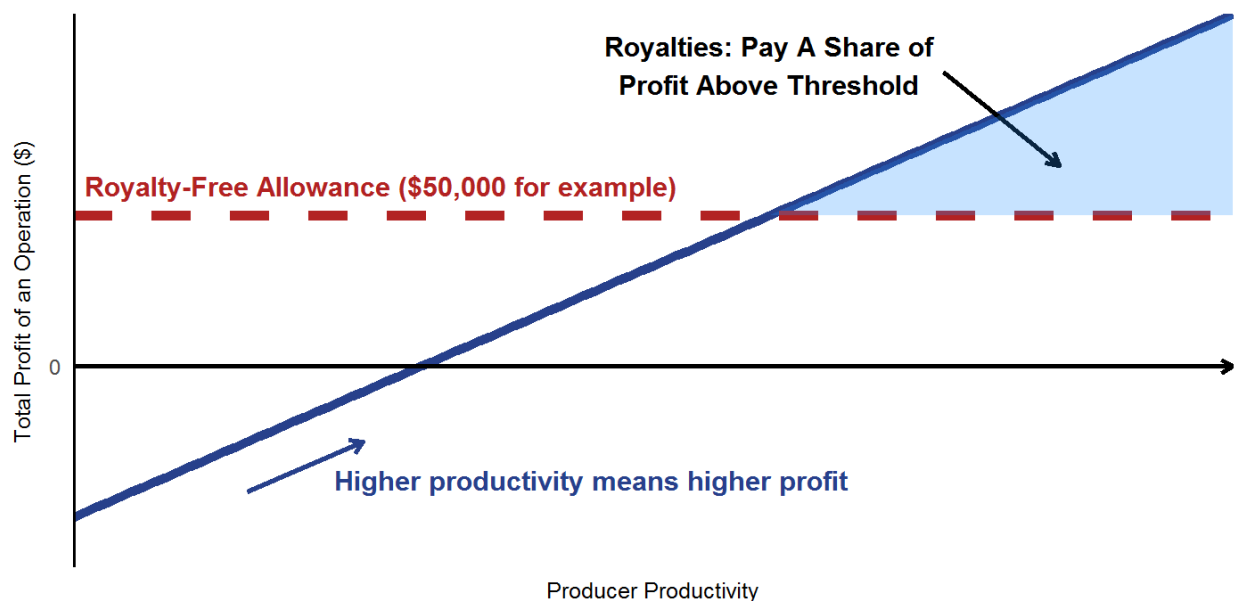 Royalties: Pay A Share of
Profit Above Threshold
Royalty-Free Allowance ($50,000 for example)
Total Profit of an Operation ($)
0
Higher productivity means higher profit
Producer Productivity